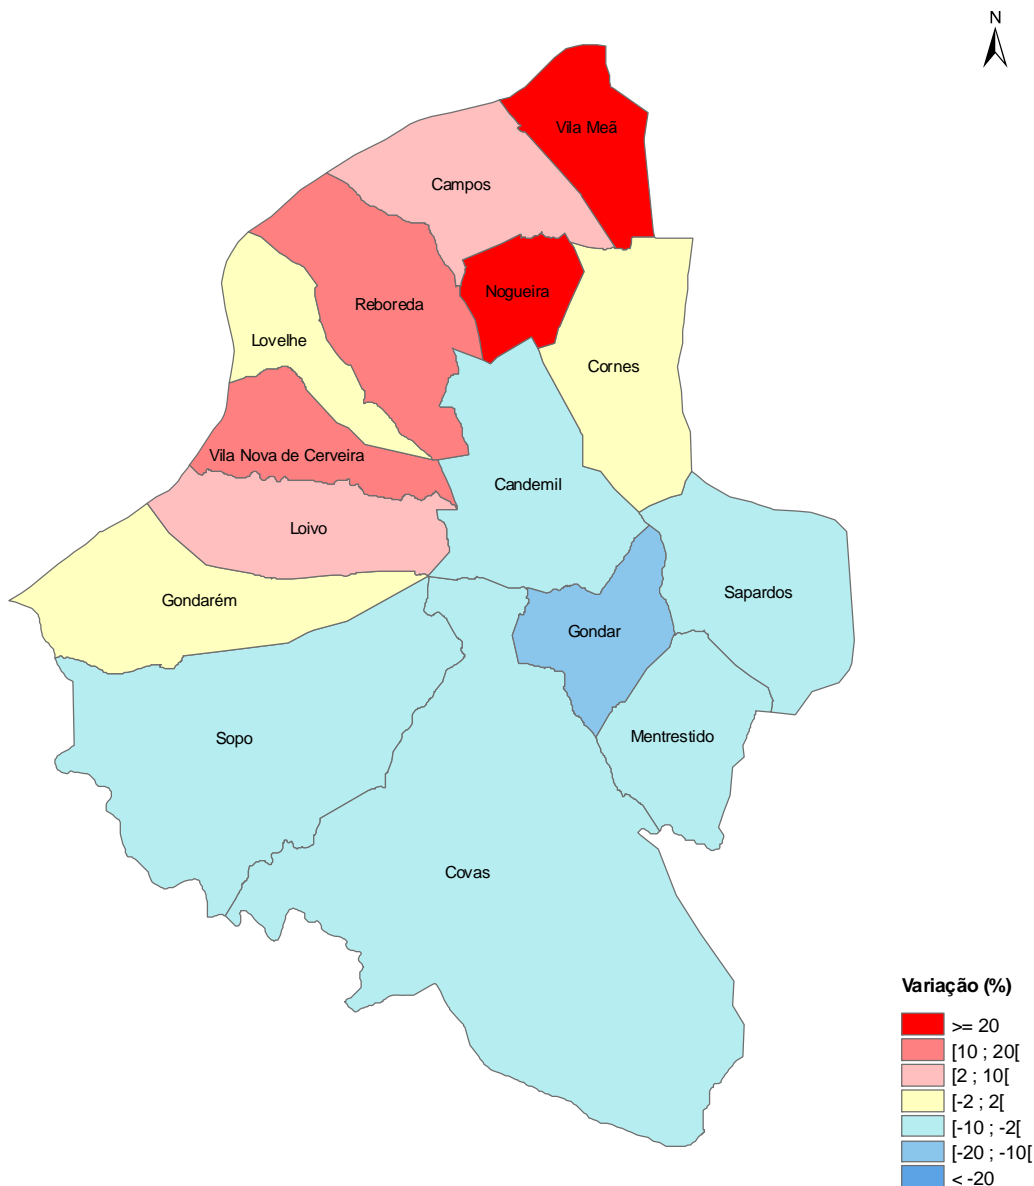 N
Vila Meã
Campos
Nogueira
Reboreda
Lovelhe
Cornes
Vila Nova de Cerveira
Candemil
Loivo
Sapardos
Gondarém
Gondar
Sopo
Mentrestido
Covas
Variação (%)
>= 20
[10 ; 20[
[2 ; 10[
[-2 ; 2[
[-10 ; -2[
[-20 ; -10[
< -20